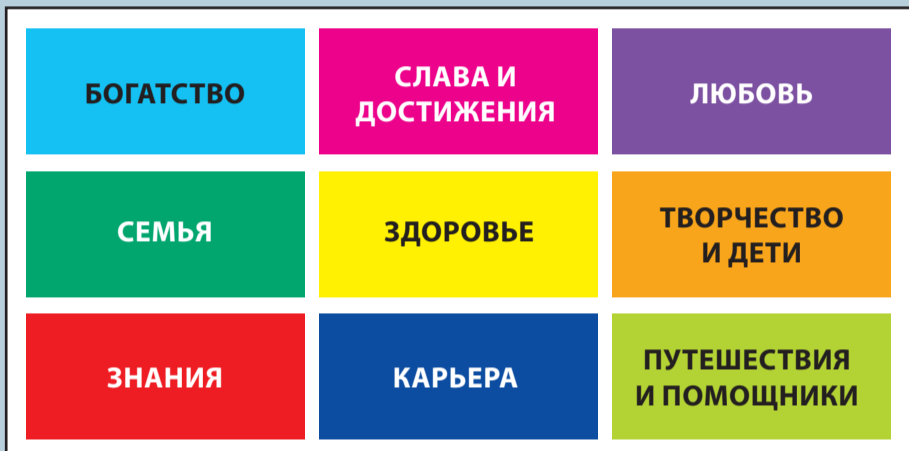 БОГАТСТВО
СЛАВА И
ДОСТИЖЕНИЯ
ЛЮБОВЬ
СЕМЬЯ
ЗДОРОВЬЕ
ТВОРЧЕСТВО
И ДЕТИ
ЗНАНИЯ
КАРЬЕРА
ПУТЕШЕСТВИЯ
И ПОМОЩНИКИ